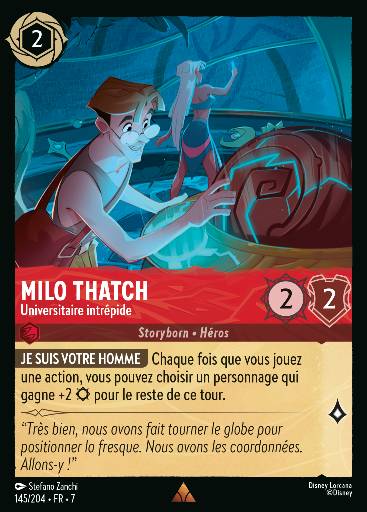 2
MILO THATCH
Universitaire intrépide
2
2
Storyborn • Héros
JE SUIS VOTRE HOMME Chaque fois que vous jouez
une action, vous pouvez choisir un personnage qui
gagne +2 pour le reste de ce tour.
“Très bien, nous avons fait tourner le globe pour
positionner la fresque. Nous avons les coordonnées.
Allons-y !”
Stefano Zanchi
145/204 • FR • 7
Disney Lorcana
©Disney